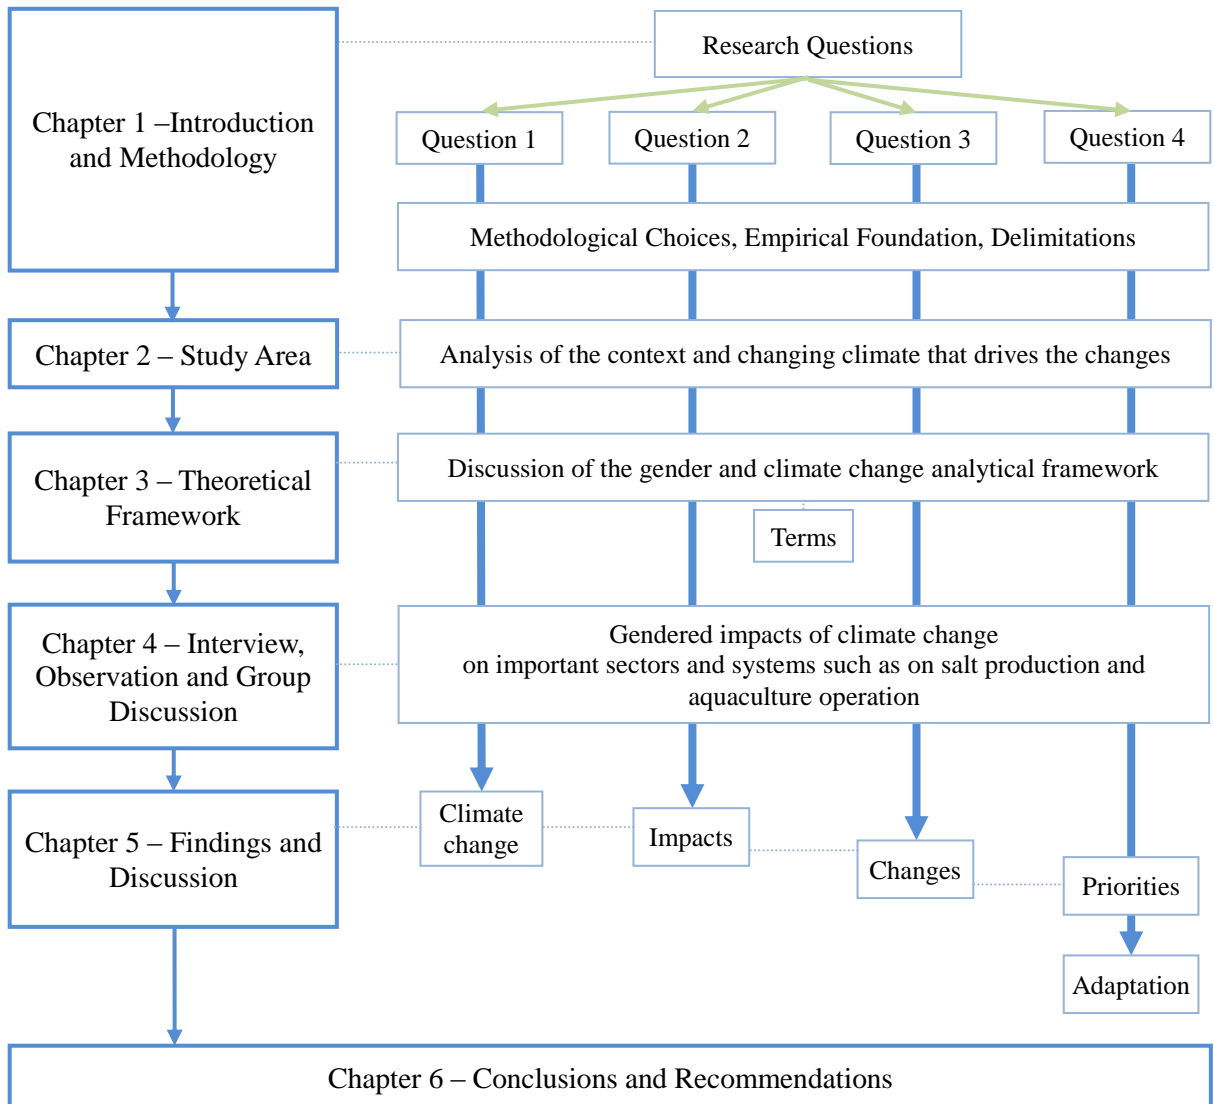 Research Questions
Chapter 1 –Introduction
and Methodology
Question 1
Question 2
Question 3
Question 4
Methodological Choices, Empirical Foundation, Delimitations
Chapter 2 – Study Area
Analysis of the context and changing climate that drives the changes
Chapter 3 – Theoretical
Framework
Discussion of the gender and climate change analytical framework
Terms
Chapter 4 – Interview,
Observation and Group
Discussion
Gendered impacts of climate change
on important sectors and systems such as on salt production and
aquaculture operation
Chapter 5 – Findings and
Discussion
Climate
change
Impacts
Changes
Priorities
Adaptation
Chapter 6 – Conclusions and Recommendations